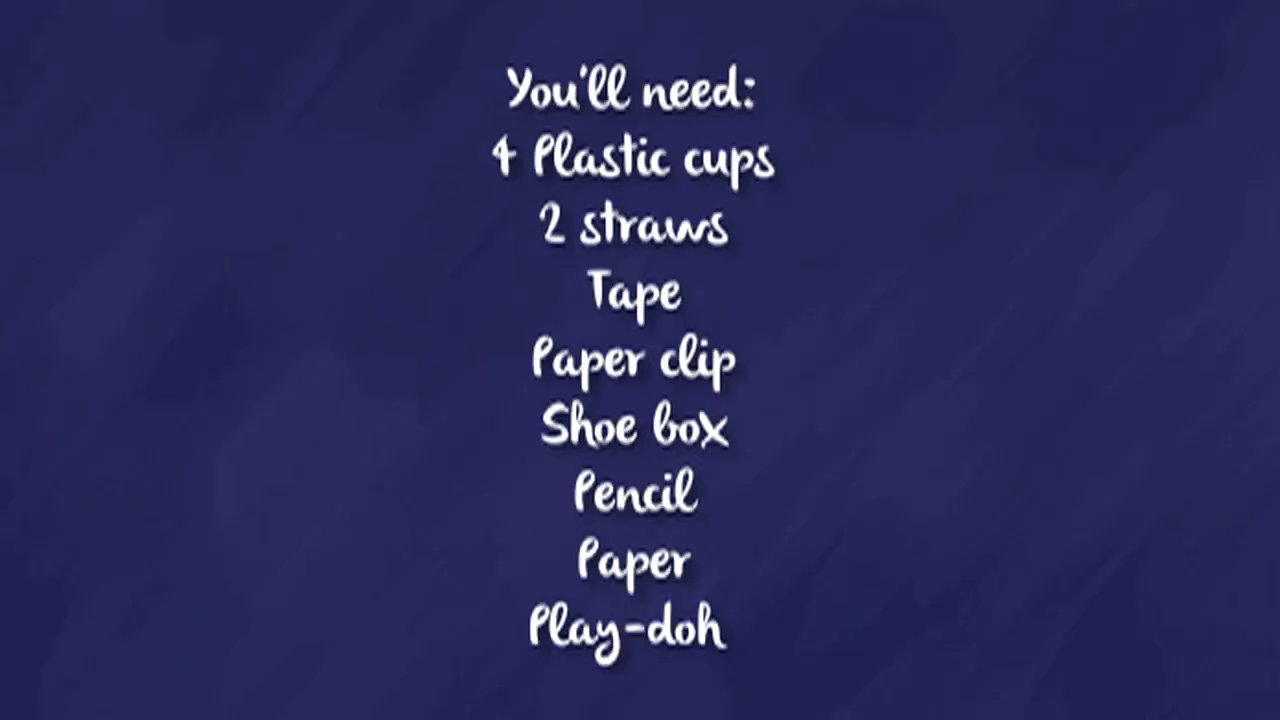 You'll need:
4 Plastic cups
2 straws
Tape
Paper clip
Shoe box
Pencil
Paper
Play-doh